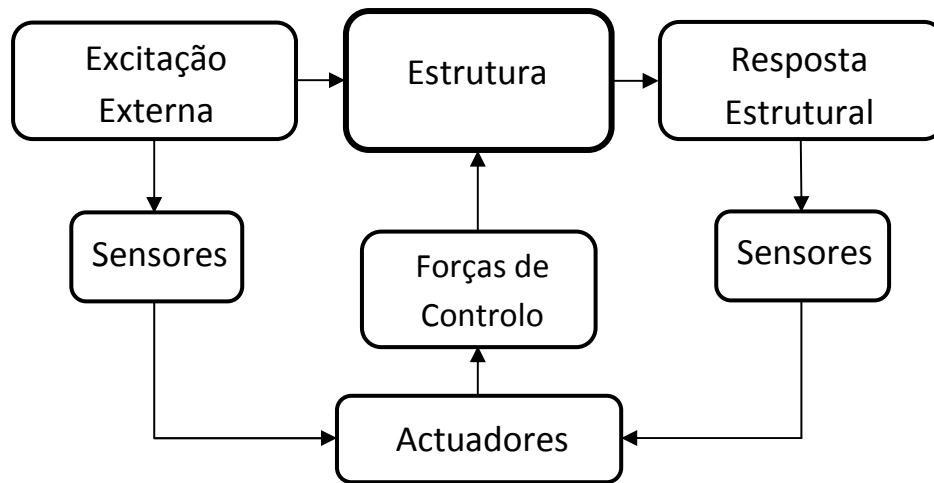 Excitação
Externa
Estrutura
Resposta
Estrutural
Sensores
Forças de
Controlo
Sensores
Actuadores